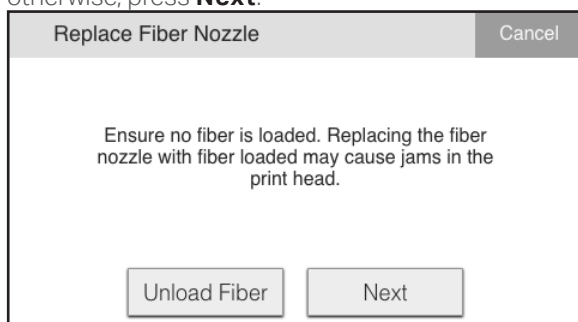 otherwise, press Next.
Replace Fiber Nozzle
Cancel
Ensure no fiber is loaded. Replacing the fiber
nozzle with fiber loaded may cause jams in the
print head.
Unload Fiber
Next